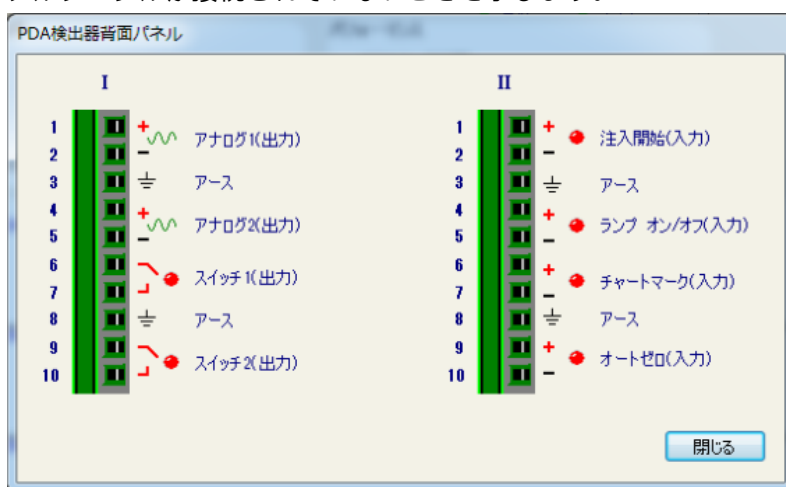 PDA検出器背面パネル
I
1
アナログ1(出力)
2
3
アース
4
アナログ2(出力)
5
6
スイッチ1(出力)
7
8
アース
9
スイッチ2(出力)
10
II
1
注入開始(入力)
2
3
アース
4
ランプ オン/オフ(入力)
5
6
チャートマーク(入力)
7
8
アース
9
オートゼロ(入力)
10
閉じる